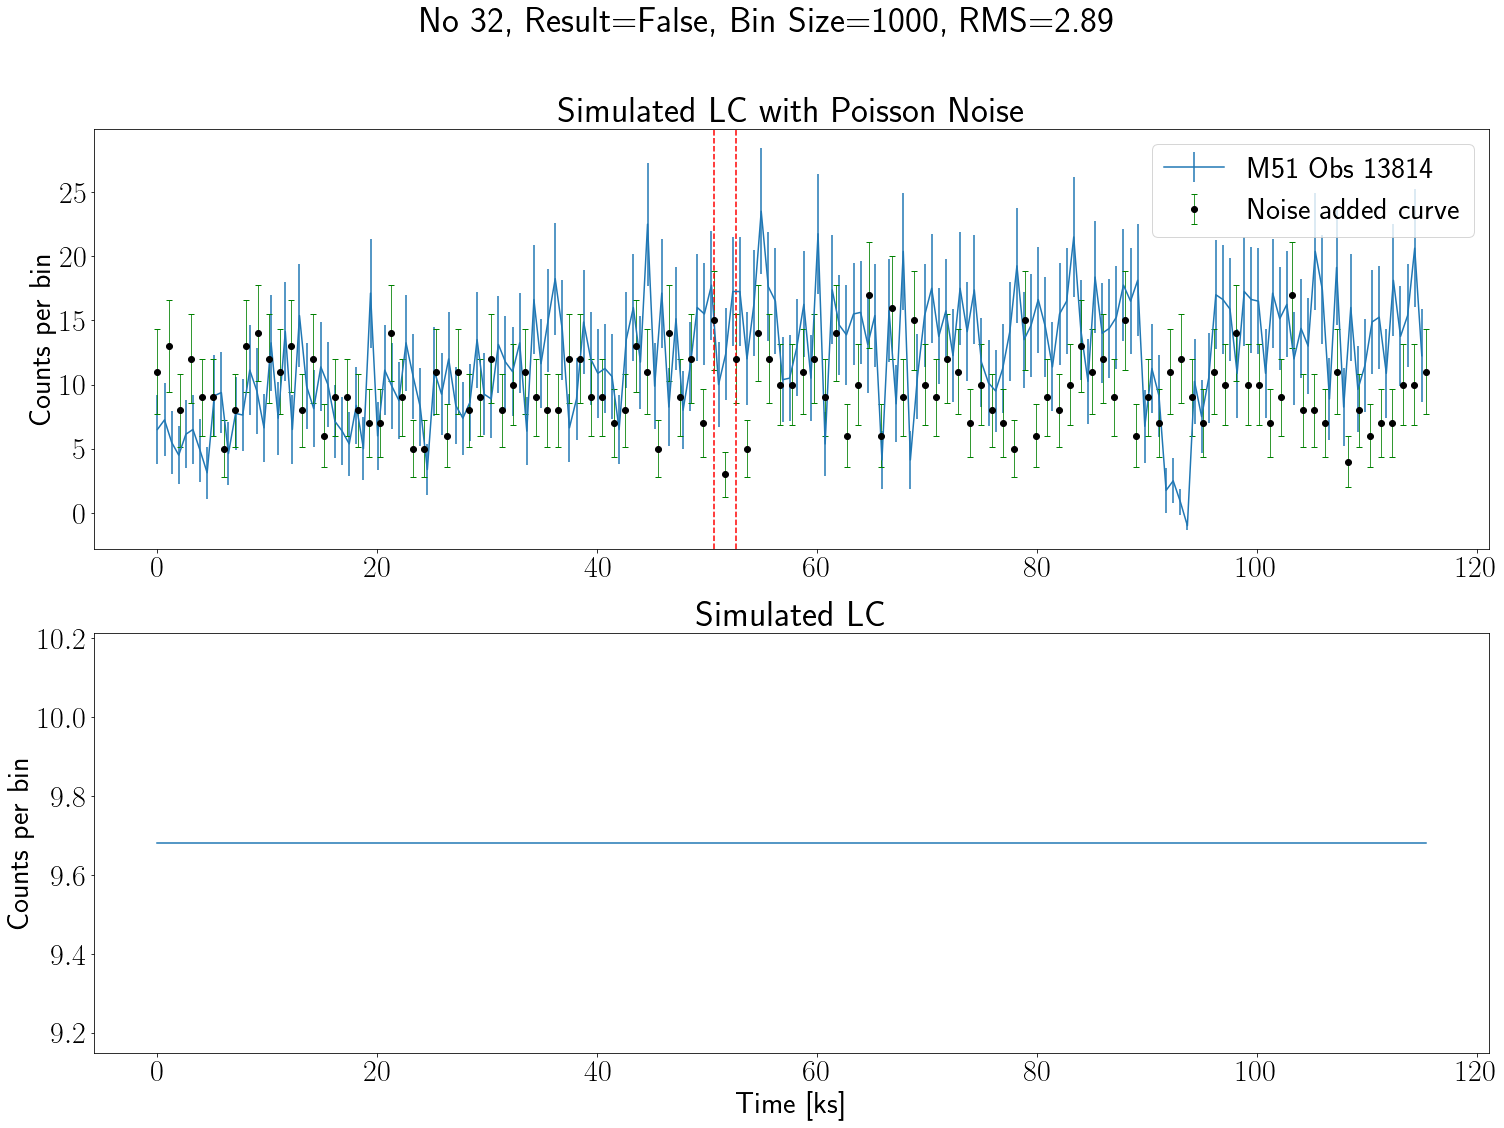 No 32, Result=False, Bin Size=1000, RMS=2.89
Simulated LC with Poisson Noise
Counts per bin
25
20
15
10
5
0
M51 Obs 13814
Noise added curve
0 20 40 60 80 100 120
Simulated LC
Counts per bin
10.2
10.0
9.8
9.6
9.4
9.2
0 20 40 60 80 100 120
Time [ks]